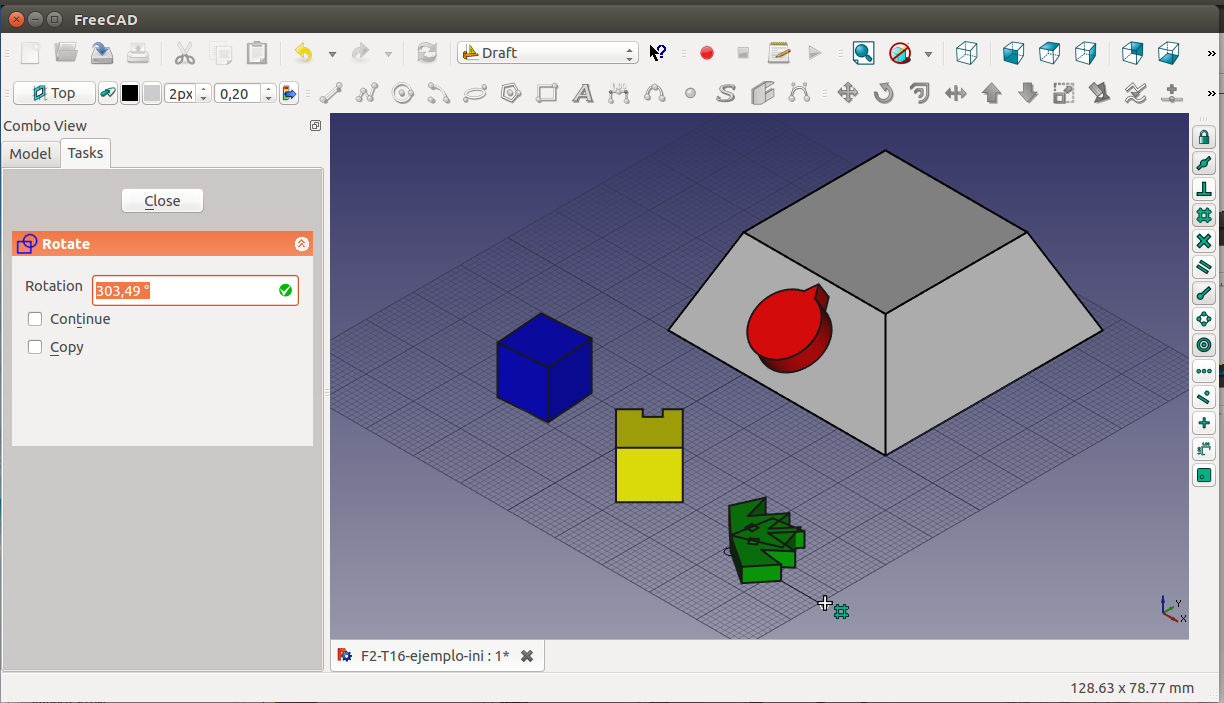 FreeCAD
Draft
Top
2px
0,20
Combo View
Model
Tasks
Close
Rotate
Rotation
303,49 °
Continue
Copy
Y
X
F2-T16-ejemplo-ini : 1*
128.63 x 78.77 mm